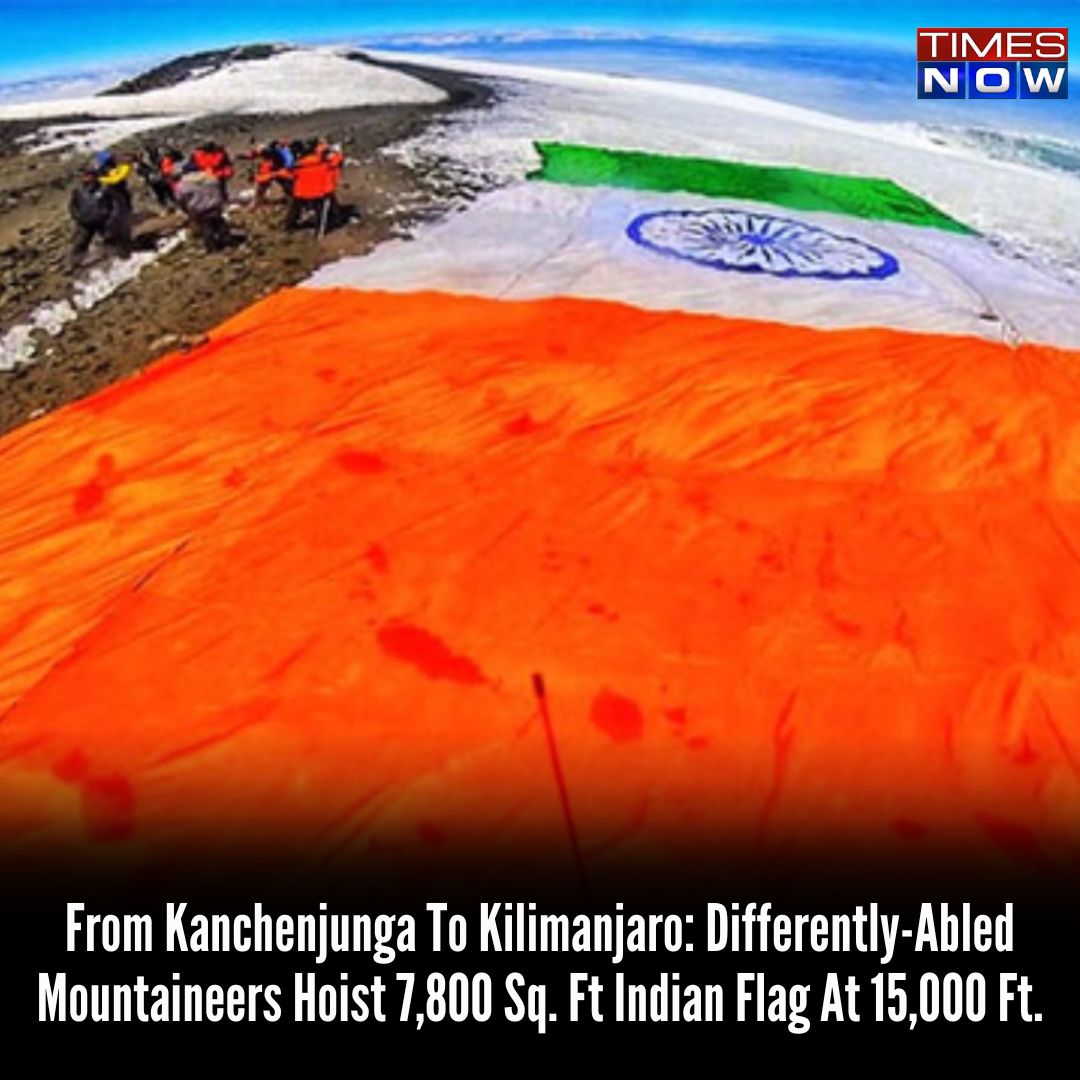 TIMES
NOW
From Kanchenjunga To Kilimanjaro: Differently-Abled
Mountaineers Hoist 7,800 Sq. Ft Indian Flag At 15,000 Ft.